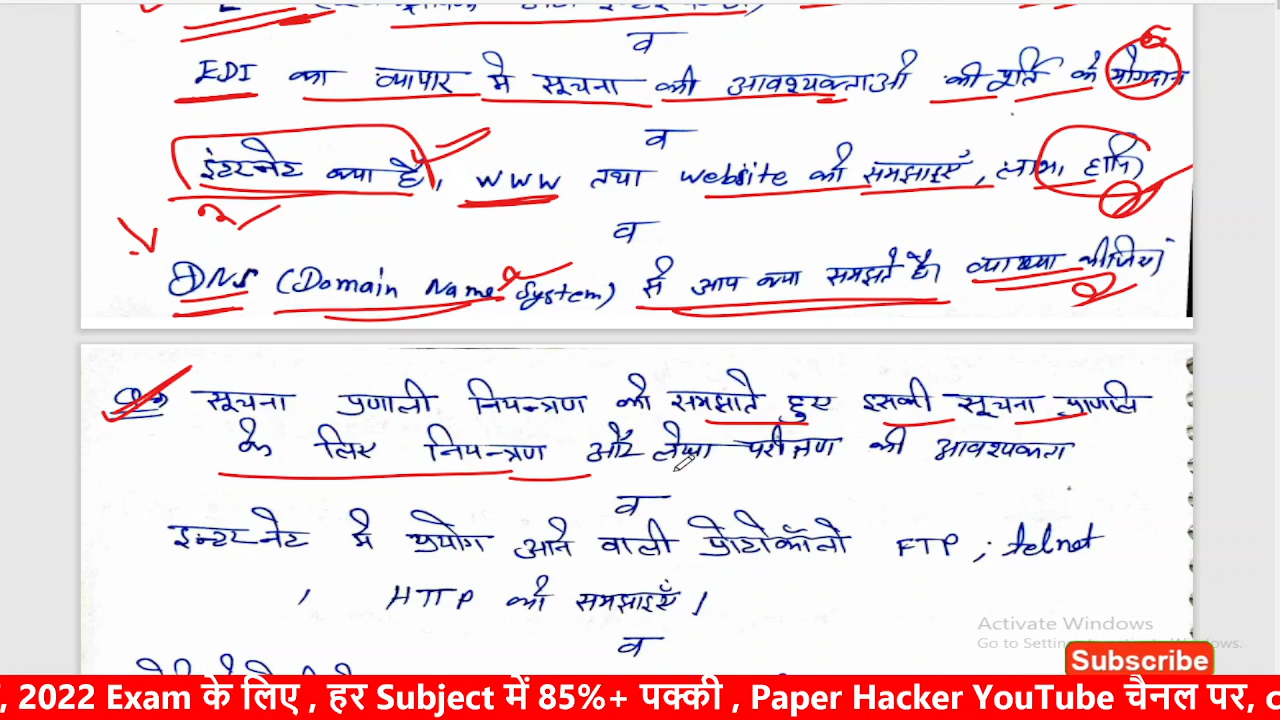 व
EDI का व्यापार मे सूचना की आवश्यकताओ की पूर्ति के योगदान
व
इंटरनेट क्या है, WWW तथा website को समझाइएँ, लाभ, हानि)
व
DNS (Domain Name System) से आप क्या समझते है। व्याख्या कीजिए।
सूचना प्रणाली नियन्त्रण को समझाते हुए इसकी सूचना प्रणालि
के लिए नियन्त्रण और लेखा परीक्षण की आवश्यकता
व
इन्टरनेट मे प्रयोग आने वाली प्रोटोकॉलो FTP, telnet
, HTTP को समझाइएँ।
व
Activate Windows
Subscribe
, 2022 Exam के लिए , हर Subject में 85%+ पक्की , Paper Hacker YouTube चैनल पर, c